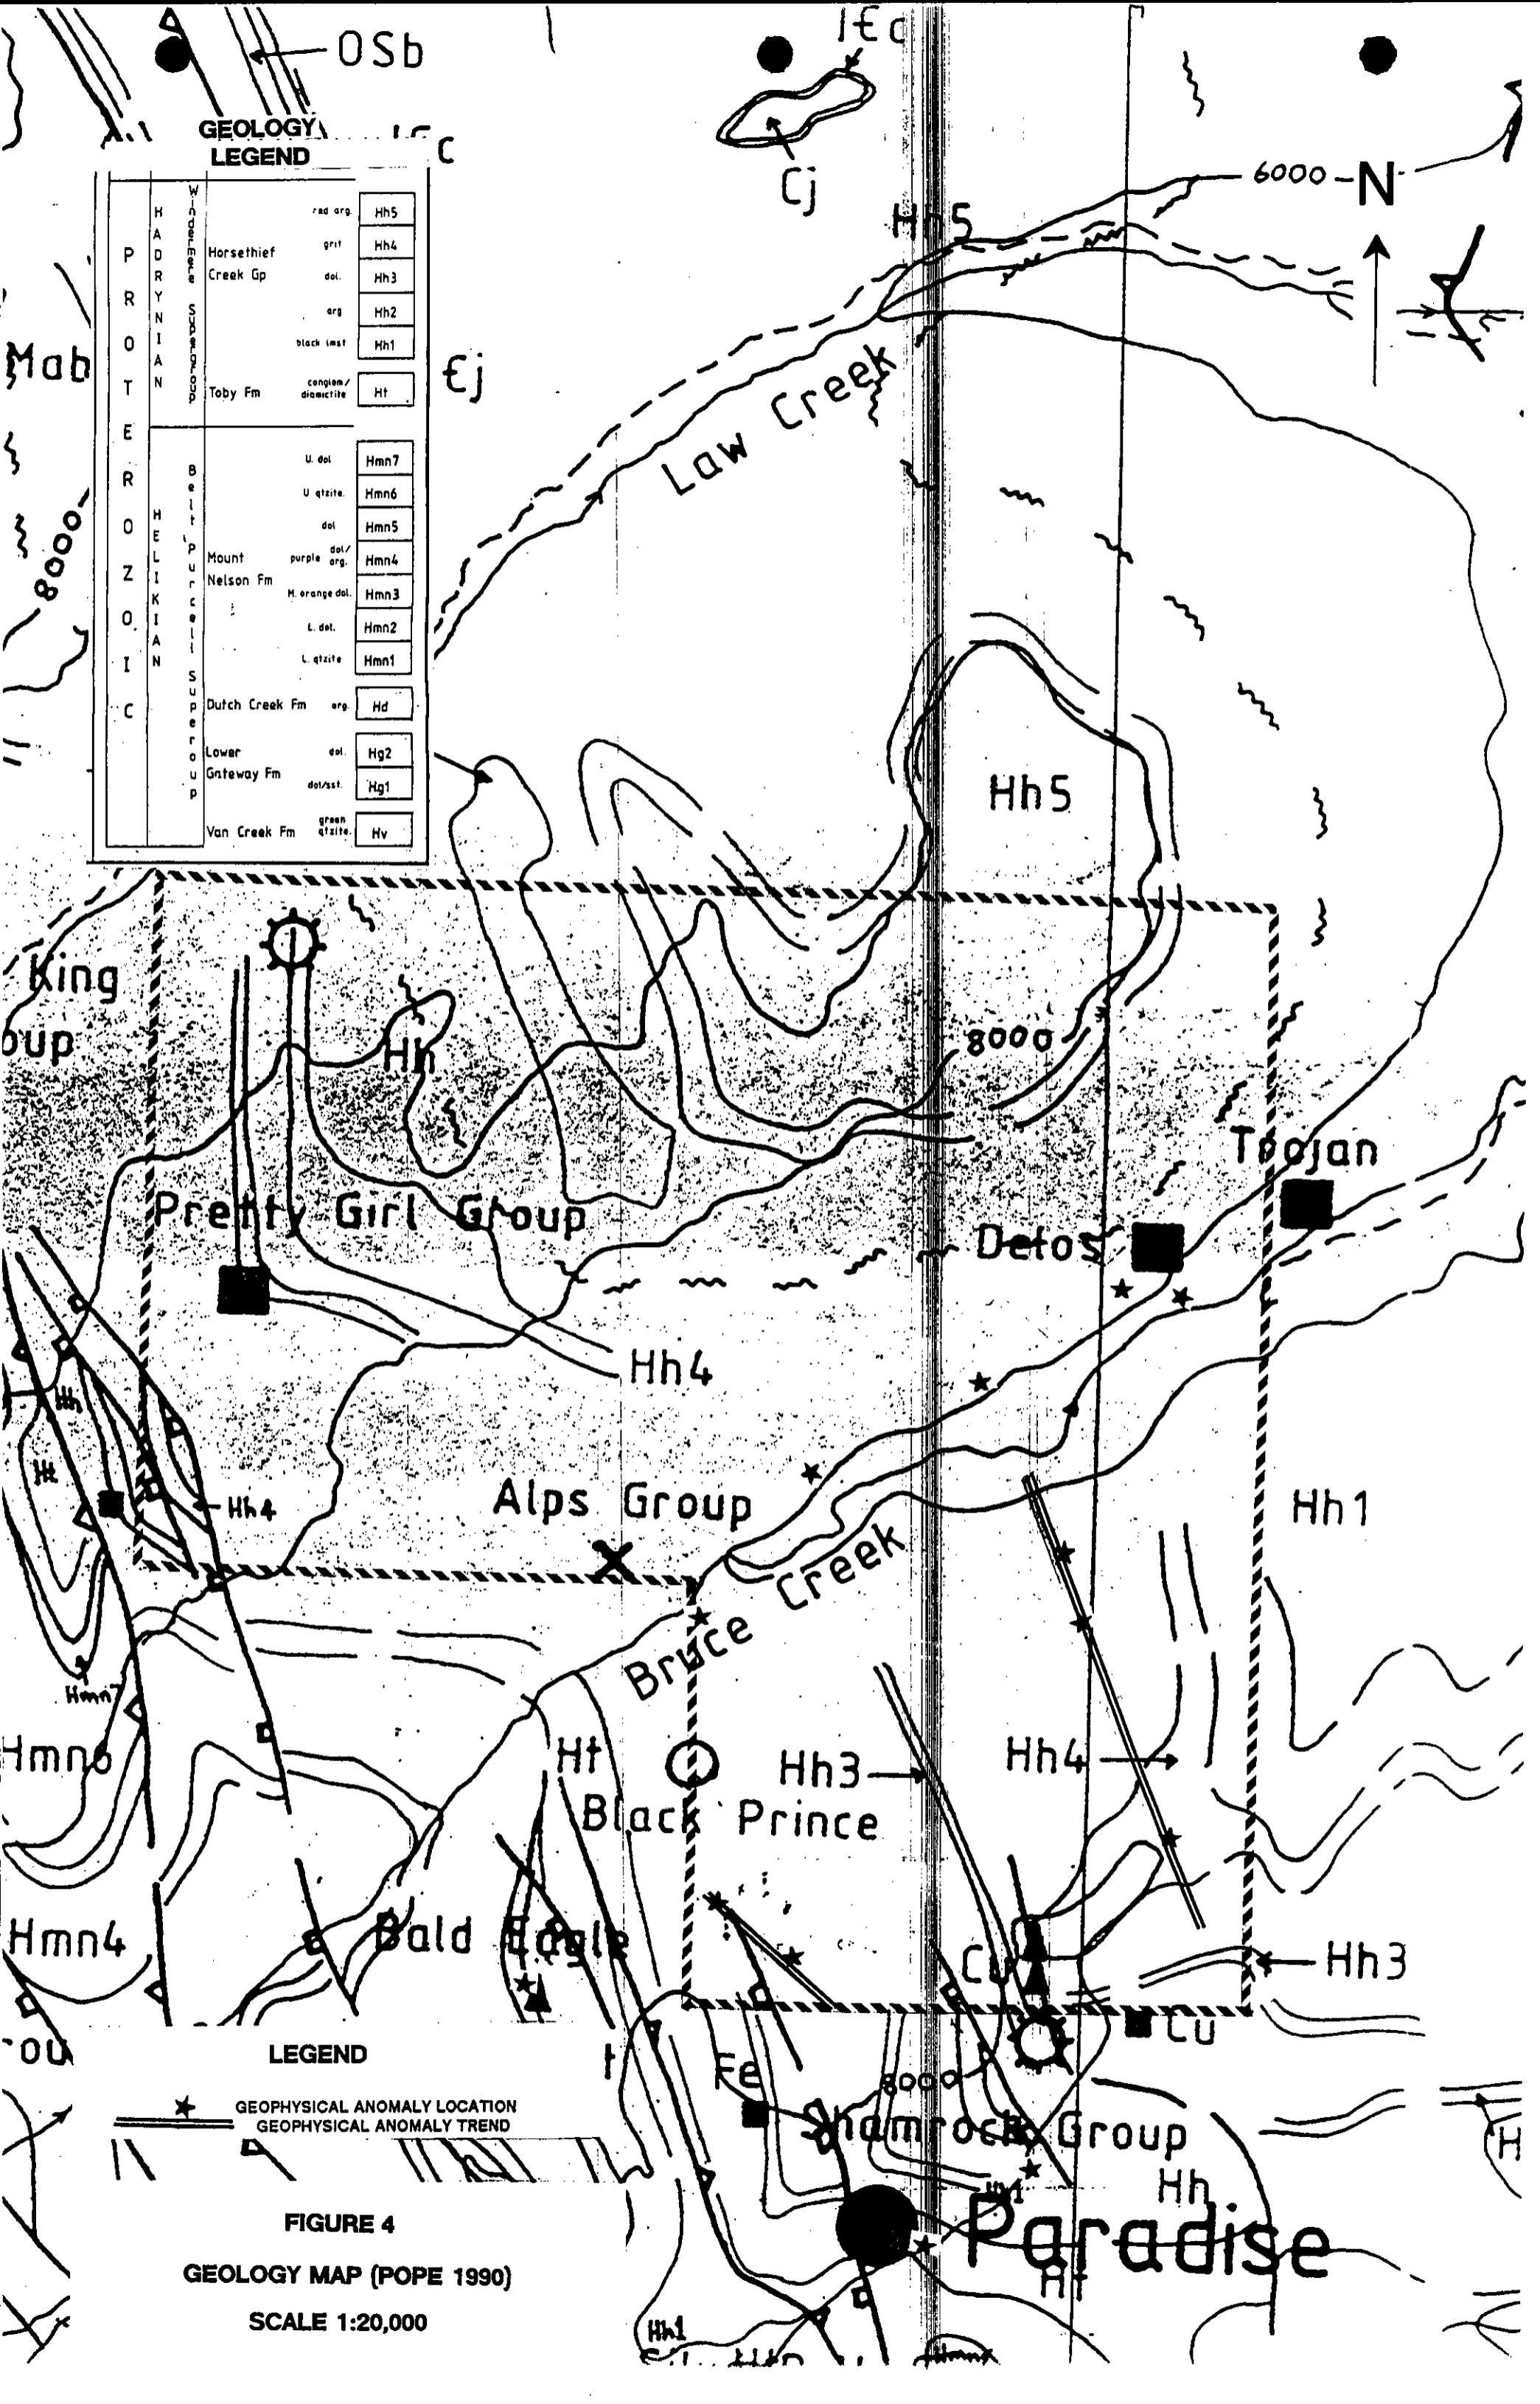 OSb
Cj
GEOLOGY
LEGEND
6000
N
Hh5
PROTEROZOIC
HADRYNIAN
Windermere Supergroup
red arg. Hh5
Horsethief grit Hh4
Creek Gp dol. Hh3
arg Hh2
black lmst Hh1
Toby Fm conglom/ diamictite Ht
HELIKIAN
Belt Purcell Supergroup
U. dol Hmn7
U qtzite. Hmn6
dol Hmn5
Mount purple dol/ arg. Hmn4
Nelson Fm M. orange dol. Hmn3
L. dol. Hmn2
L. qtzite Hmn1
Dutch Creek Fm arg. Hd
Lower dol. Hg2
Gateway Fm dol/sst. Hg1
Van Creek Fm green qtzite. Hv
Mab
Єj
Law Creek
8000
Hh5
King
oup
Hh
8000
Toojan
Pretty Girl Group
Delos
Hh4
Hh
Ht
Hh4
Alps Group
Hh1
Bruce Creek
Hmn7
Hmn6
Ht
Hh3
Hh4
Black Prince
Hmn4
Bald Eagle
Cu
Hh3
Cu
LEGEND
Fe
8000
GEOPHYSICAL ANOMALY LOCATION
GEOPHYSICAL ANOMALY TREND
Shamrock Group
Hh
FIGURE 4
Paradise
GEOLOGY MAP (POPE 1990)
Ht
SCALE 1:20,000
Hh1